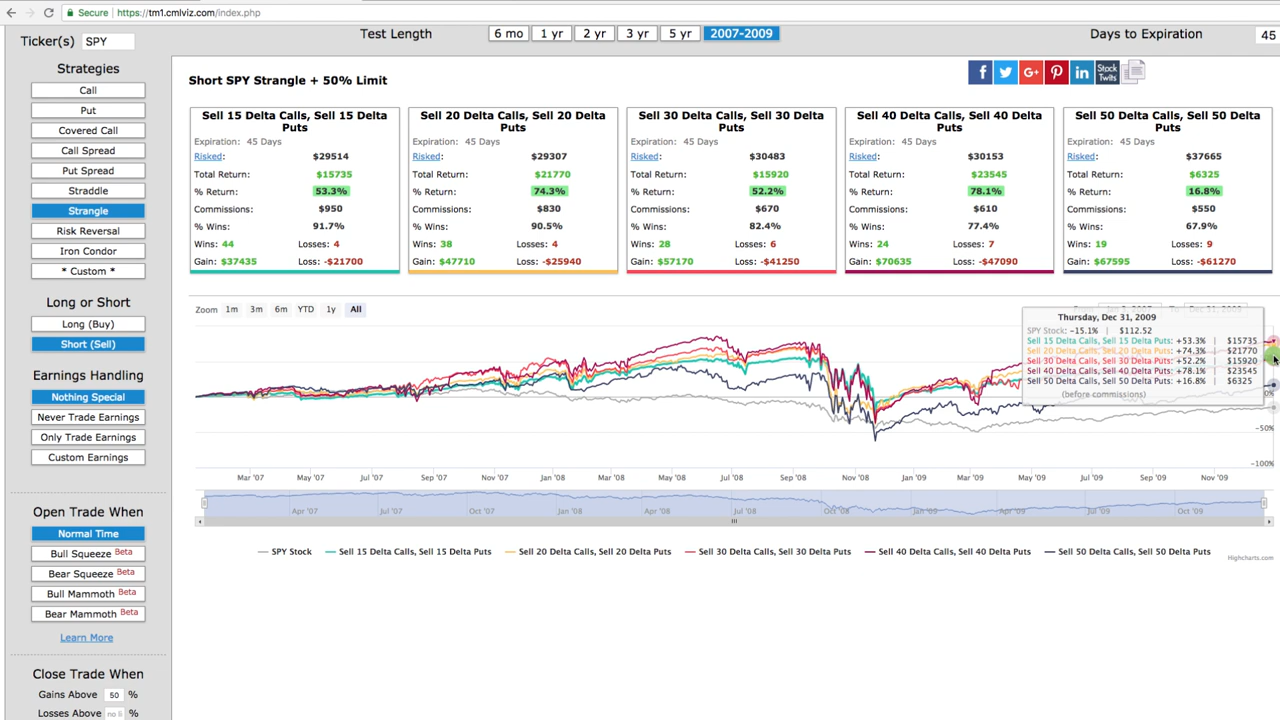 Secure | https://tm1.cmlviz.com/index.php
Ticker(s) SPY
Test Length 6 mo 1 yr 2 yr 3 yr 5 yr 2007-2009 Days to Expiration 45
Strategies
Call
Put
Covered Call
Call Spread
Put Spread
Straddle
Strangle
Risk Reversal
Iron Condor
* Custom *
Long or Short
Long (Buy)
Short (Sell)
Earnings Handling
Nothing Special
Never Trade Earnings
Only Trade Earnings
Custom Earnings
Open Trade When
Normal Time
Bull Squeeze Beta
Bear Squeeze Beta
Bull Mammoth Beta
Bear Mammoth Beta
Learn More
Close Trade When
Gains Above 50 %
Losses Above %
Short SPY Strangle + 50% Limit
f G+ in Stock Twits
Sell 15 Delta Calls, Sell 15 Delta
Puts
Expiration: 45 Days
Risked: $29514
Total Return: $15735
% Return: 53.3%
Commissions: $950
% Wins: 91.7%
Wins: 44 Losses: 4
Gain: $37435 Loss: -$21700
Sell 20 Delta Calls, Sell 20 Delta
Puts
Expiration: 45 Days
Risked: $29307
Total Return: $21770
% Return: 74.3%
Commissions: $830
% Wins: 90.5%
Wins: 38 Losses: 4
Gain: $47710 Loss: -$25940
Sell 30 Delta Calls, Sell 30 Delta
Puts
Expiration: 45 Days
Risked: $30483
Total Return: $15920
% Return: 52.2%
Commissions: $670
% Wins: 82.4%
Wins: 28 Losses: 6
Gain: $57170 Loss: -$41250
Sell 40 Delta Calls, Sell 40 Delta
Puts
Expiration: 45 Days
Risked: $30153
Total Return: $23545
% Return: 78.1%
Commissions: $610
% Wins: 77.4%
Wins: 24 Losses: 7
Gain: $70635 Loss: -$47090
Sell 50 Delta Calls, Sell 50 Delta
Puts
Expiration: 45 Days
Risked: $37665
Total Return: $6325
% Return: 16.8%
Commissions: $550
% Wins: 67.9%
Wins: 19 Losses: 9
Gain: $67595 Loss: -$61270
Zoom 1m 3m 6m YTD 1y All
Thursday, Dec 31, 2009
SPY Stock: -15.1% | $112.52
Sell 15 Delta Calls, Sell 15 Delta Puts: +53.3% | $15735
Sell 20 Delta Calls, Sell 20 Delta Puts: +74.3% | $21770
Sell 30 Delta Calls, Sell 30 Delta Puts: +52.2% | $15920
Sell 40 Delta Calls, Sell 40 Delta Puts: +78.1% | $23545
Sell 50 Delta Calls, Sell 50 Delta Puts: +16.8% | $6325
(before commissions)
0%
-50%
-100%
Mar '07 May '07 Jul '07 Sep '07 Nov '07 Jan '08 Mar '08 May '08 Jul '08 Sep '08 Nov '08 Jan '09 Mar '09 May '09 Jul '09 Sep '09 Nov '09
Apr '07 Jul '07 Oct '07 Jan '08 Apr '08 Jul '08 Oct '08 Jan '09 Apr '09 Jul '09 Oct '09
SPY Stock Sell 15 Delta Calls, Sell 15 Delta Puts Sell 20 Delta Calls, Sell 20 Delta Puts Sell 30 Delta Calls, Sell 30 Delta Puts Sell 40 Delta Calls, Sell 40 Delta Puts Sell 50 Delta Calls, Sell 50 Delta Puts
Highcharts.com